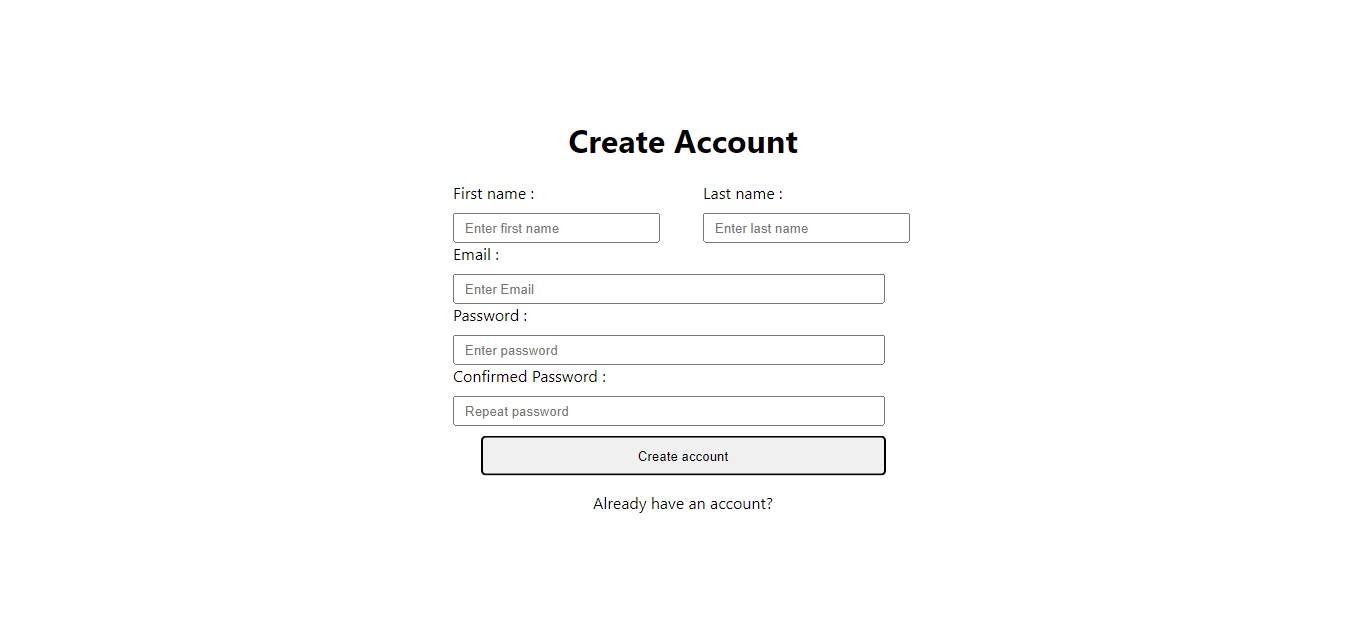 Create Account
First name :
Last name :
Enter first name
Enter last name
Email :
Enter Email
Password :
Enter password
Confirmed Password :
Repeat password
Create account
Already have an account?